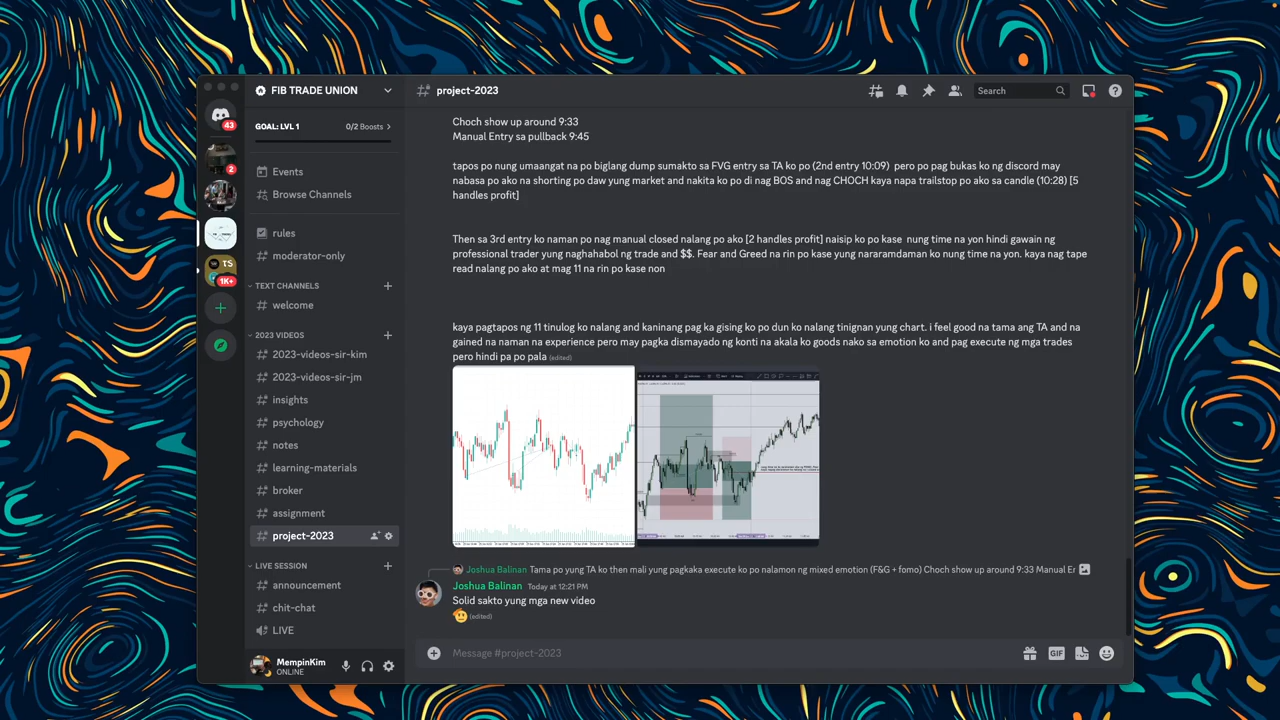 FIB TRADE UNION
GOAL: LVL 1
0/2 Boosts
Events
Browse Channels
rules
moderator-only
TEXT CHANNELS
welcome
2023 VIDEOS
2023-videos-sir-kim
2023-videos-sir-jm
insights
psychology
notes
learning-materials
broker
assignment
project-2023
LIVE SESSION
announcement
chit-chat
LIVE
MempinKim
ONLINE
43
2
TS
1K+
project-2023
Search
Choch show up around 9:33
Manual Entry sa pullback 9:45
tapos po nung umaangat na po biglang dump sumakto sa FVG entry sa TA ko po (2nd entry 10:09) pero po pag bukas ko ng discord may
nabasa po ako na shorting po daw yung market and nakita ko po di nag BOS and nag CHOCH kaya napa trailstop po ako sa candle (10:28) [5
handles profit]
Then sa 3rd entry ko naman po nag manual closed nalang po ako [2 handles profit] naisip ko po kase nung time na yon hindi gawain ng
professional trader yung naghahabol ng trade and $$. Fear and Greed na rin po kase yung nararamdaman ko nung time na yon. kaya nag tape
read nalang po ako at mag 11 na rin po kase non
kaya pagtapos ng 11 tinulog ko nalang and kaninang pag ka gising ko po dun ko nalang tinignan yung chart. i feel good na tama ang TA and na
gained na naman na experience pero may pagka dismayado ng konti na akala ko goods nako sa emotion ko and pag execute ng mga trades
pero hindi pa po pala (edited)
Joshua Balinan Tama po yung TA ko then mali yung pagkaka execute ko po nalamon ng mixed emotion (F&G + fomo) Choch show up around 9:33 Manual Er
Joshua Balinan Today at 12:21 PM
Solid sakto yung mga new video
(edited)
Message #project-2023
GIF